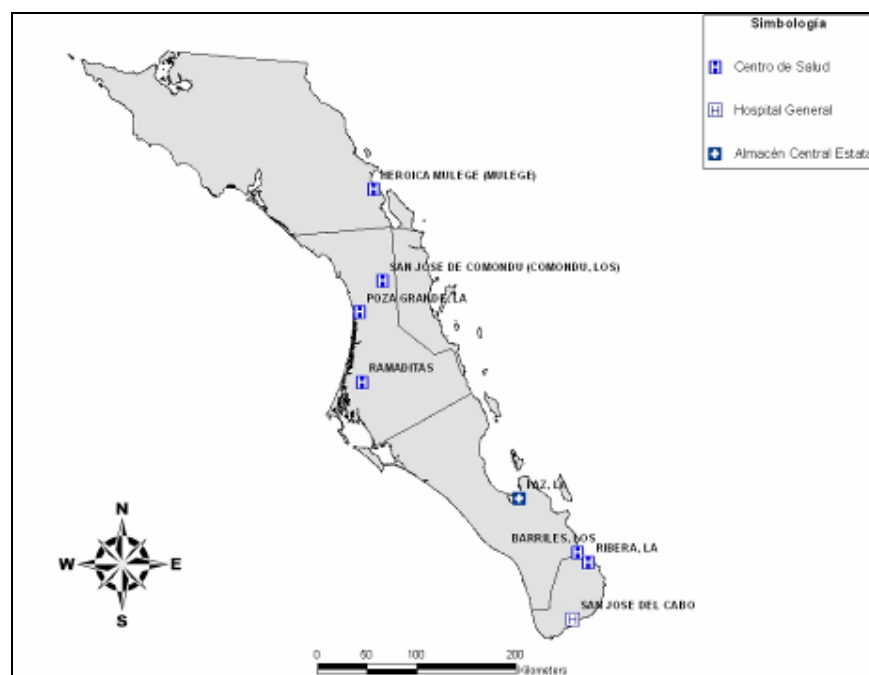 Simbología
Centro de Salud
Hospital General
Almacén Central Estata
HEROICA MULEGE (MULEGE)
SAN JOSE DE COMONDU (COMONDU, LOS)
POZA GRANDE, LA
RAMADITAS
PAZ, LA
BARRILES, LOS
RIBERA, LA
SAN JOSE DEL CABO
N
W E
S
0 50 100 200
Kilometers